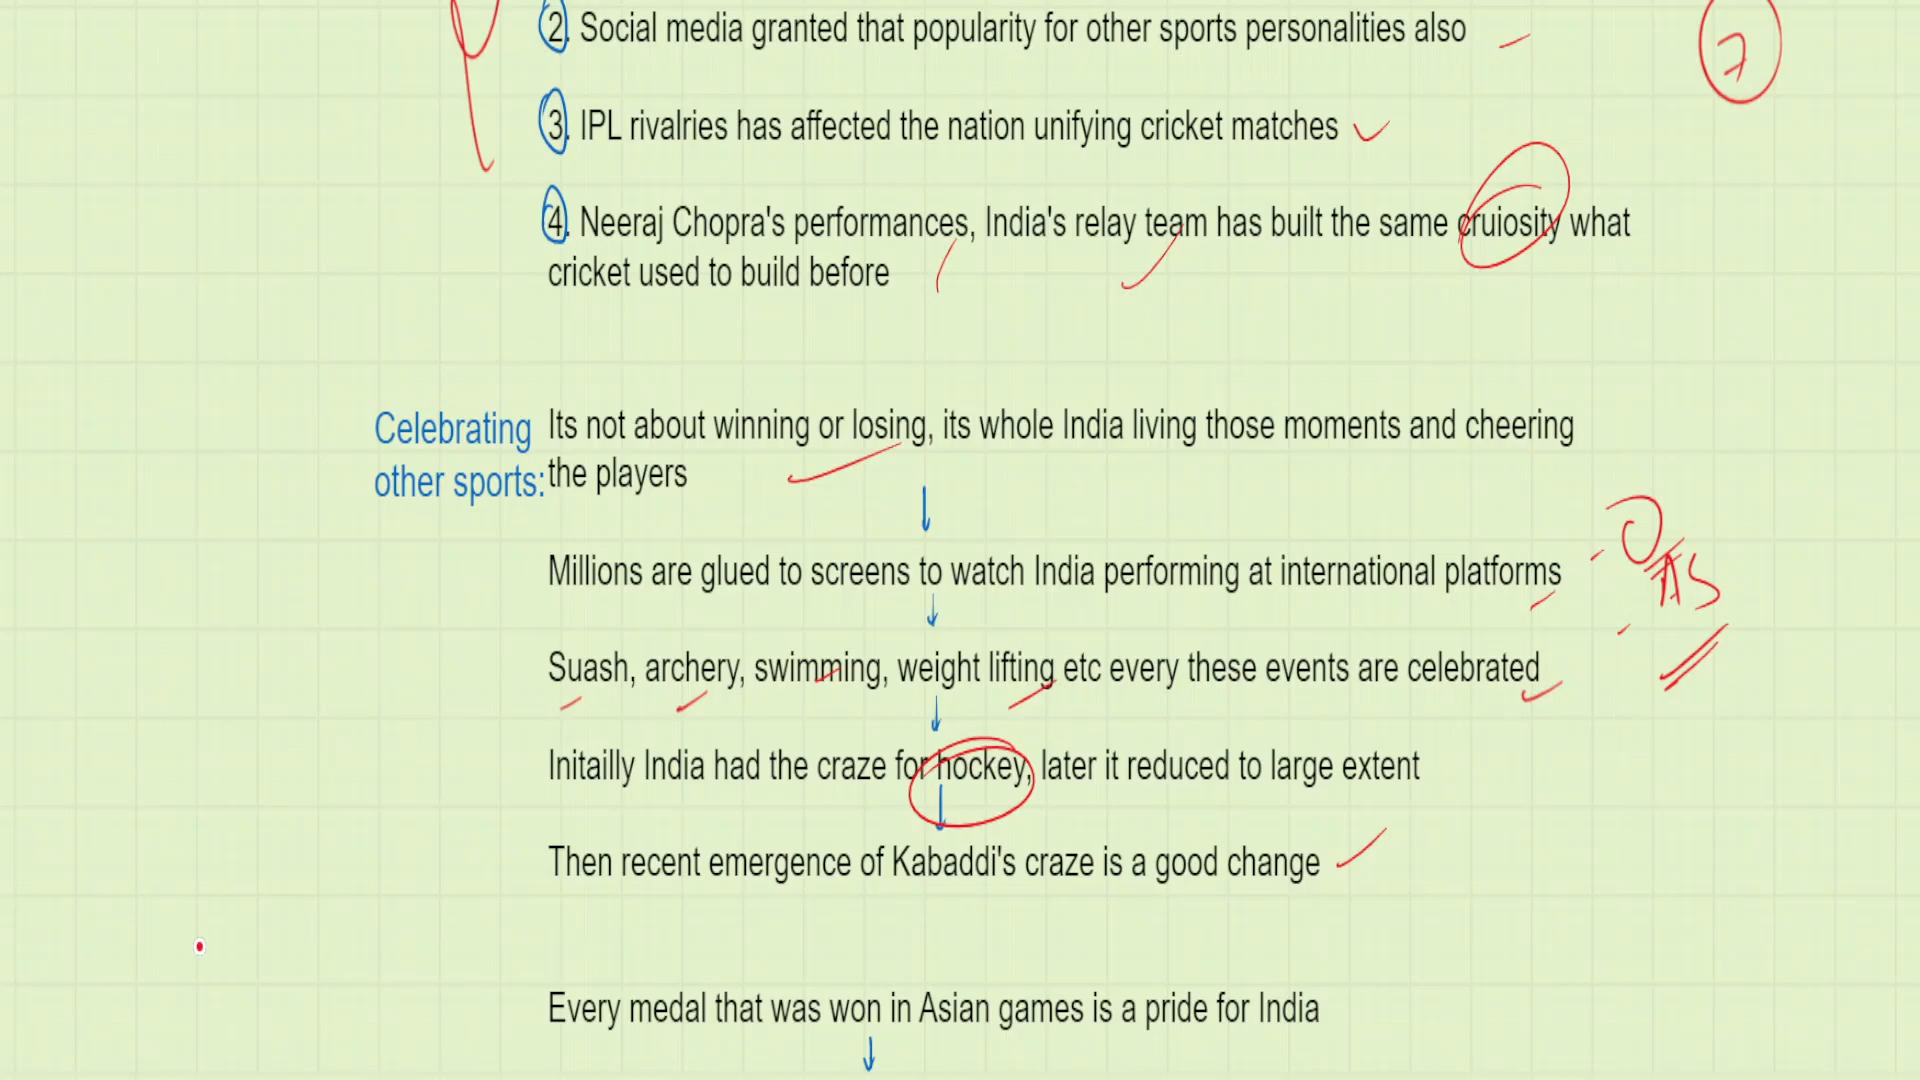 2. Social media granted that popularity for other sports personalities also
7
3. IPL rivalries has affected the nation unifying cricket matches
4. Neeraj Chopra's performances, India's relay team has built the same cruiosity what
cricket used to build before
Celebrating
other sports:
Its not about winning or losing, its whole India living those moments and cheering
the players
Millions are glued to screens to watch India performing at international platforms
Suash, archery, swimming, weight lifting etc every these events are celebrated
Initailly India had the craze for hockey, later it reduced to large extent
Then recent emergence of Kabaddi's craze is a good change
Every medal that was won in Asian games is a pride for India